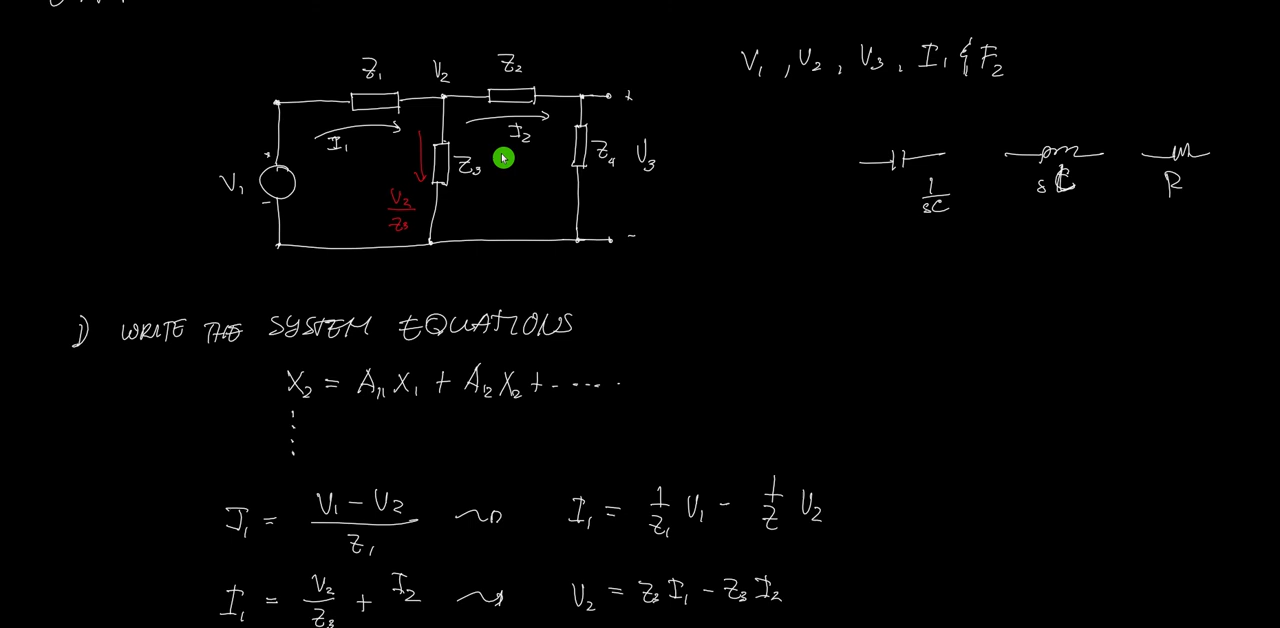 Z1 V2 Z2
V1, V2, V3, I1 & F2
+
I1 I2
+ V1 - Z3 Z4 V3
V2/Z3
1/sC sL R
-
1) WRITE THE SYSTEM EQUATIONS
X2 = A11 X1 + A12 X2 + ......
I1 = (V1 - V2)/Z1 I1 = 1/Z1 V1 - 1/Z V2
I1 = V2/Z3 + I2 V2 = Z3 I1 - Z3 I2